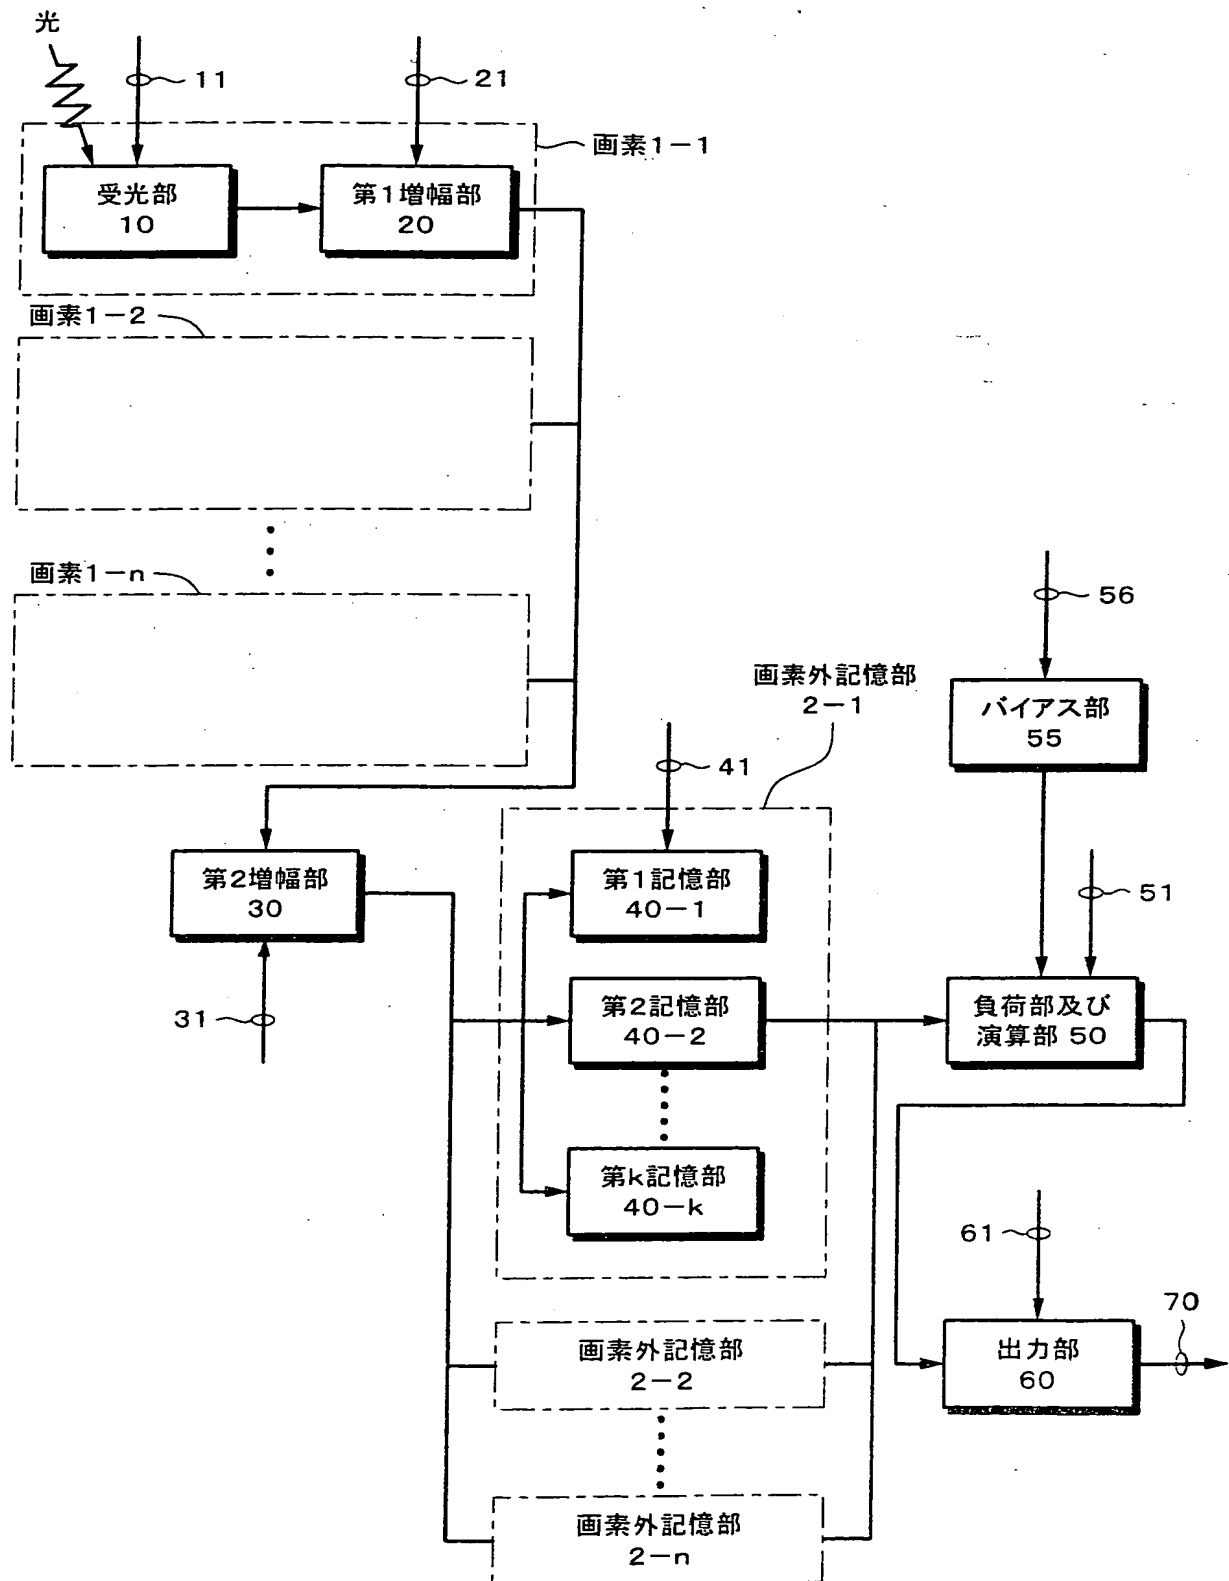 光
11
21
画素1-1
受光部
10
第1増幅部
20
画素1-2
画素1-n
56
画素外記憶部
2-1
バイアス部
55
41
第2増幅部
30
第1記憶部
40-1
51
31
第2記憶部
40-2
負荷部及び
演算部 50
第k記憶部
40-k
61
70
画素外記憶部
2-2
出力部
60
画素外記憶部
2-n